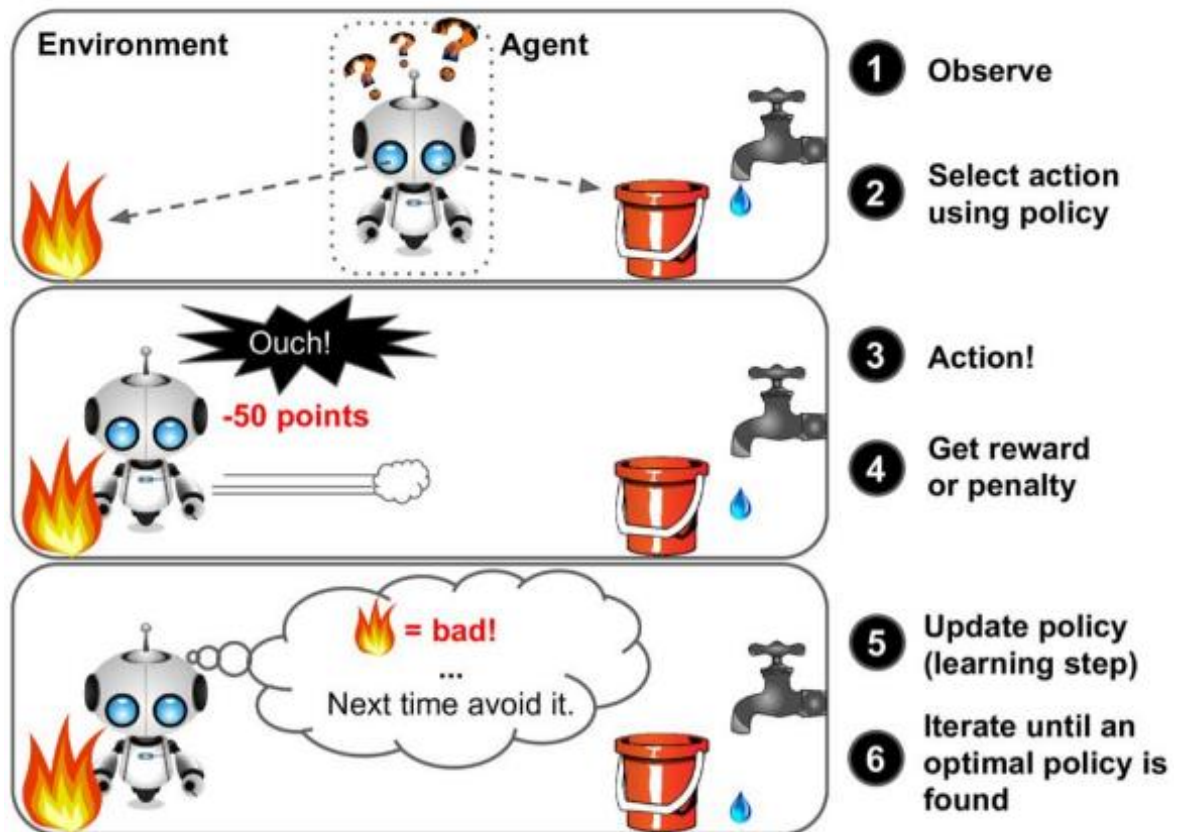 Environment
Agent
1 Observe
2 Select action
using policy
Ouch!
-50 points
3 Action!
4 Get reward
or penalty
= bad!
...
Next time avoid it.
5 Update policy
(learning step)
6 Iterate until an
optimal policy is
found